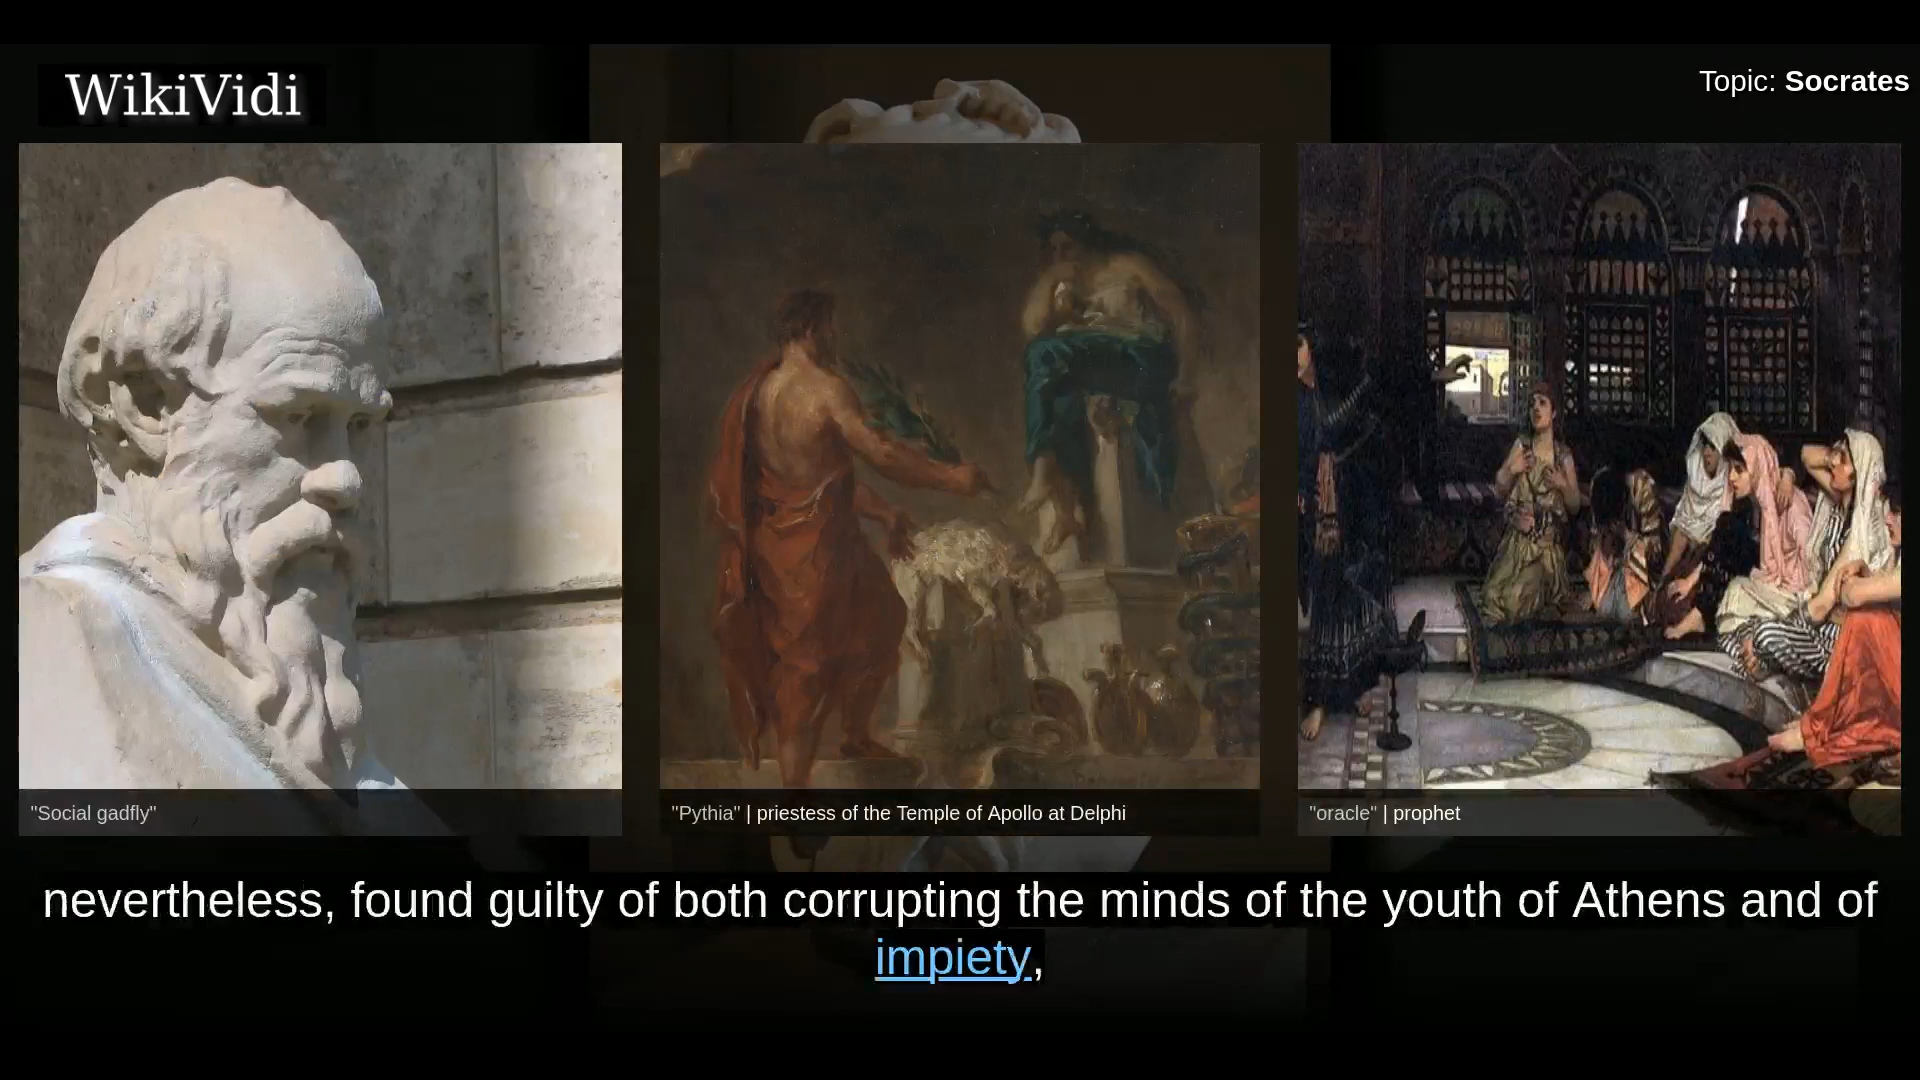 WikiVidi
Topic: Socrates
"Social gadfly"
"Pythia" | priestess of the Temple of Apollo at Delphi
"oracle" | prophet
nevertheless, found guilty of both corrupting the minds of the youth of Athens and of
impiety,